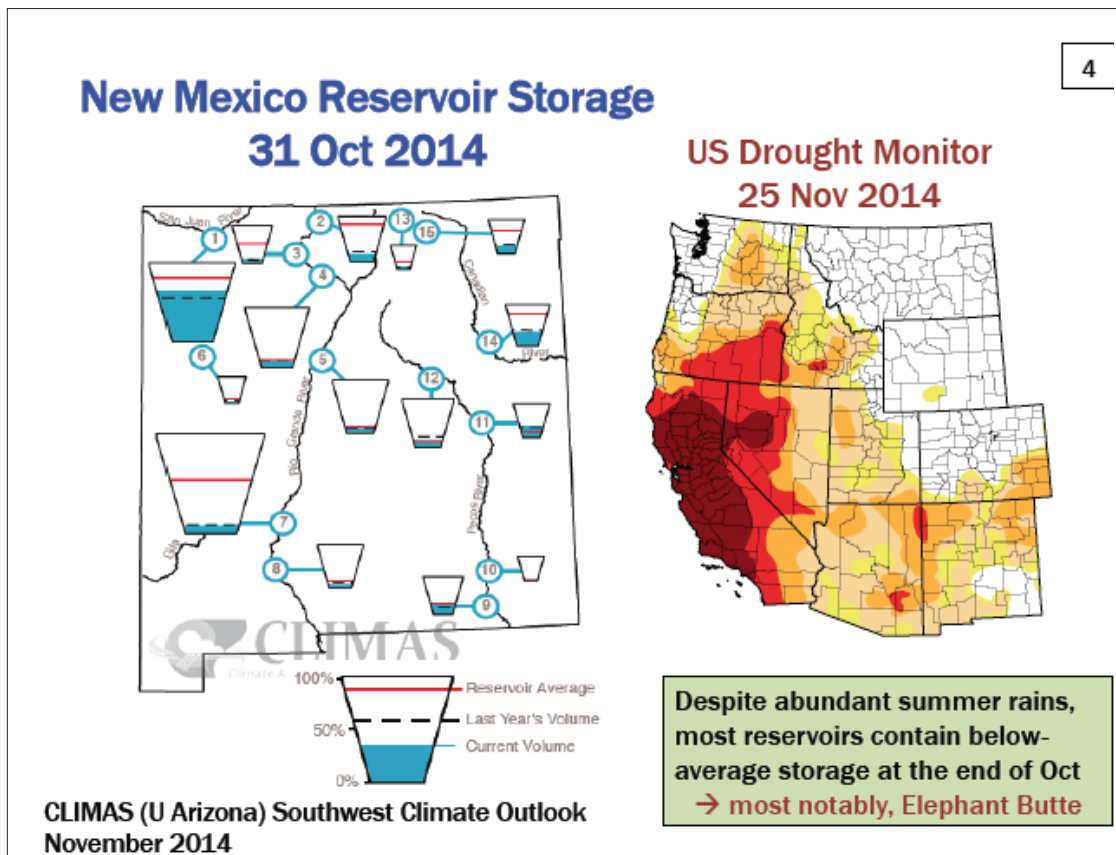 4
New Mexico Reservoir Storage
31 Oct 2014
US Drought Monitor
25 Nov 2014
San Juan River
1
2
3
4
5
6
7
8
9
10
11
12
13
14
15
Canadian
River
Rio Grande River
Pecos River
Gila
CLIMAS
Climate A
100%
50%
0%
Reservoir Average
Last Year's Volume
Current Volume
Despite abundant summer rains,
most reservoirs contain below-
average storage at the end of Oct
→ most notably, Elephant Butte
CLIMAS (U Arizona) Southwest Climate Outlook
November 2014